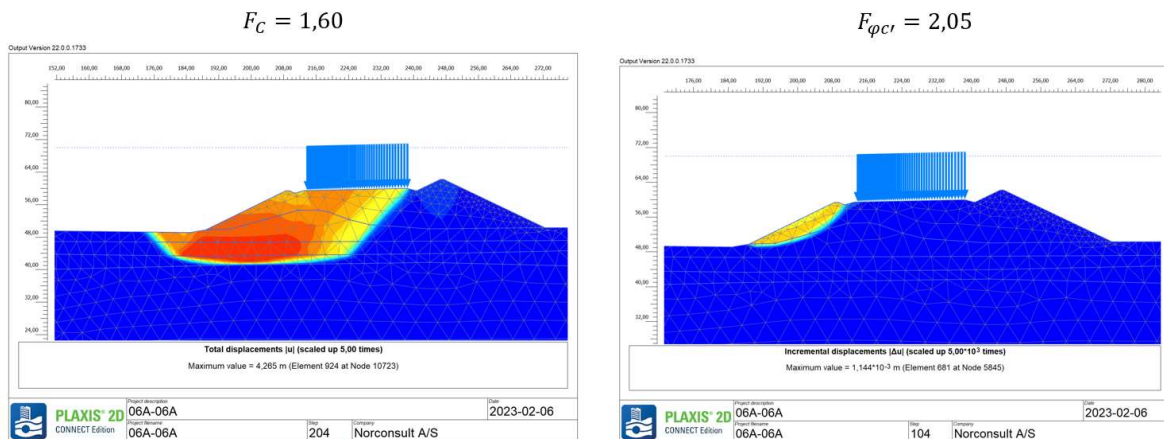 F_C = 1,60
Output Version 22.0.0.1733
152,00 160,00 168,00 176,00 184,00 192,00 200,00 208,00 216,00 224,00 232,00 240,00 248,00 256,00 264,00 272,00
80,00
72,00
64,00
56,00
48,00
40,00
32,00
24,00
Total displacements |u| (scaled up 5,00 times)
Maximum value = 4,265 m (Element 924 at Node 10723)
PLAXIS® 2D
CONNECT Edition
Project description
06A-06A
Date
2023-02-06
Project filename
06A-06A
Step
204
Company
Norconsult A/S
F_φc′ = 2,05
Output Version 22.0.0.1733
176,00 184,00 192,00 200,00 208,00 216,00 224,00 232,00 240,00 248,00 256,00 264,00 272,00 280,00
80,00
72,00
64,00
56,00
48,00
40,00
32,00
Incremental displacements |Δu| (scaled up 5,00*10³ times)
Maximum value = 1,144*10⁻³ m (Element 681 at Node 5845)
PLAXIS® 2D
CONNECT Edition
Project description
06A-06A
Date
2023-02-06
Project filename
06A-06A
Step
104
Company
Norconsult A/S